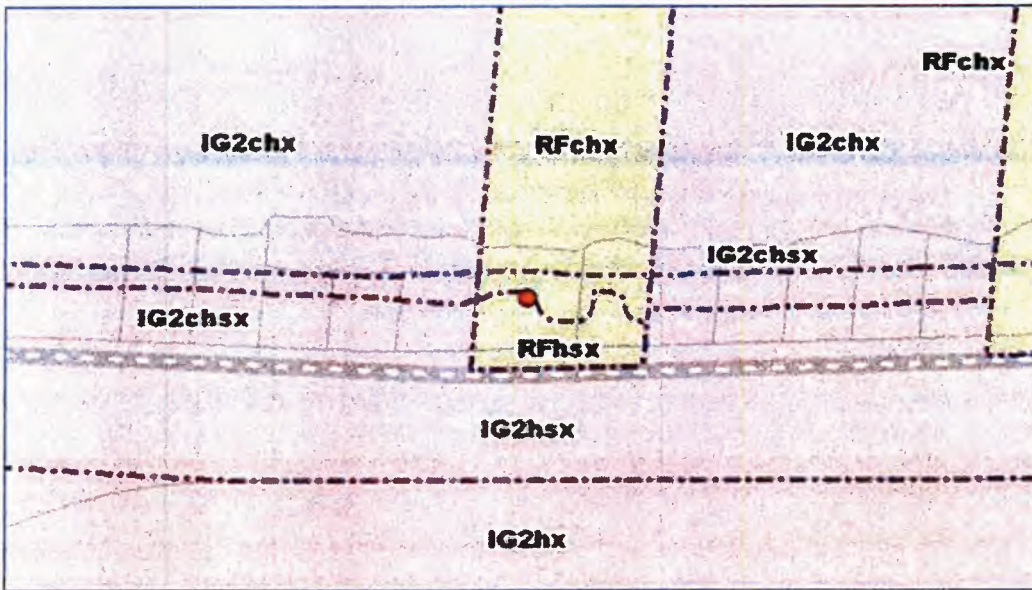 RFchx
IG2chx
RFchx
IG2chx
IG2chsx
IG2chsx
RFhsx
IG2hsx
IG2hx